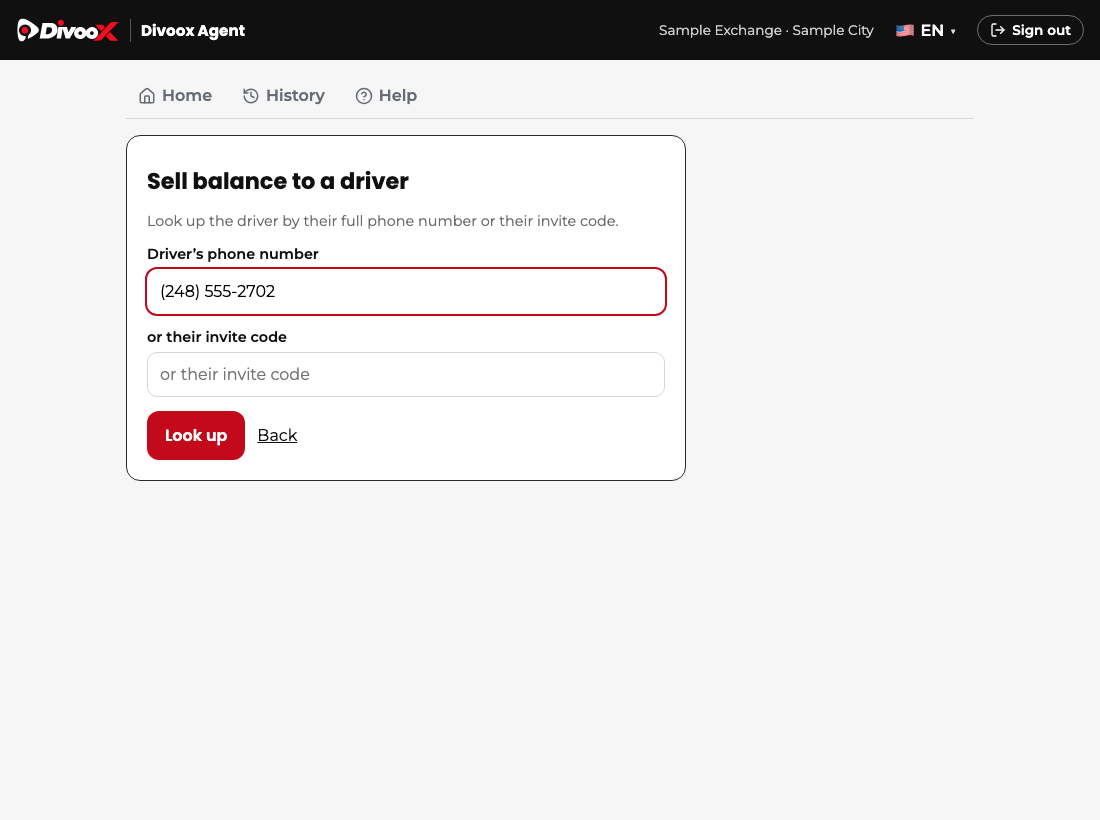 DivooX
Divoox Agent
Sample Exchange · Sample City
EN
Sign out
Home
History
Help
Sell balance to a driver
Look up the driver by their full phone number or their invite code.
Driver’s phone number
(248) 555-2702
or their invite code
or their invite code
Look up
Back